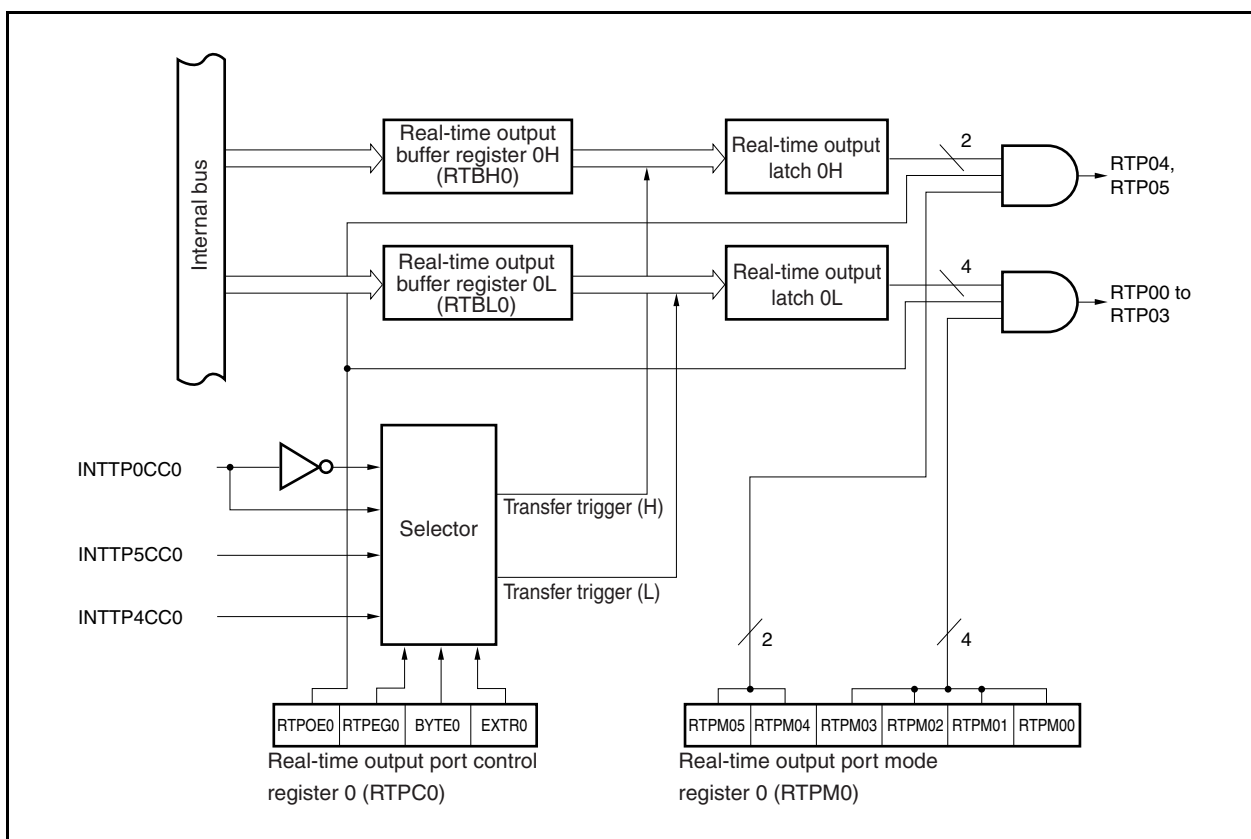 Internal bus
Real-time output
buffer register 0H
(RTBH0)
Real-time output
latch 0H
2
RTP04,
RTP05
Real-time output
buffer register 0L
(RTBL0)
Real-time output
latch 0L
4
RTP00 to
RTP03
INTTP0CC0
INTTP5CC0
INTTP4CC0
Selector
Transfer trigger (H)
Transfer trigger (L)
2
4
RTPOE0 RTPEG0 BYTE0 EXTR0
Real-time output port control
register 0 (RTPC0)
RTPM05 RTPM04 RTPM03 RTPM02 RTPM01 RTPM00
Real-time output port mode
register 0 (RTPM0)